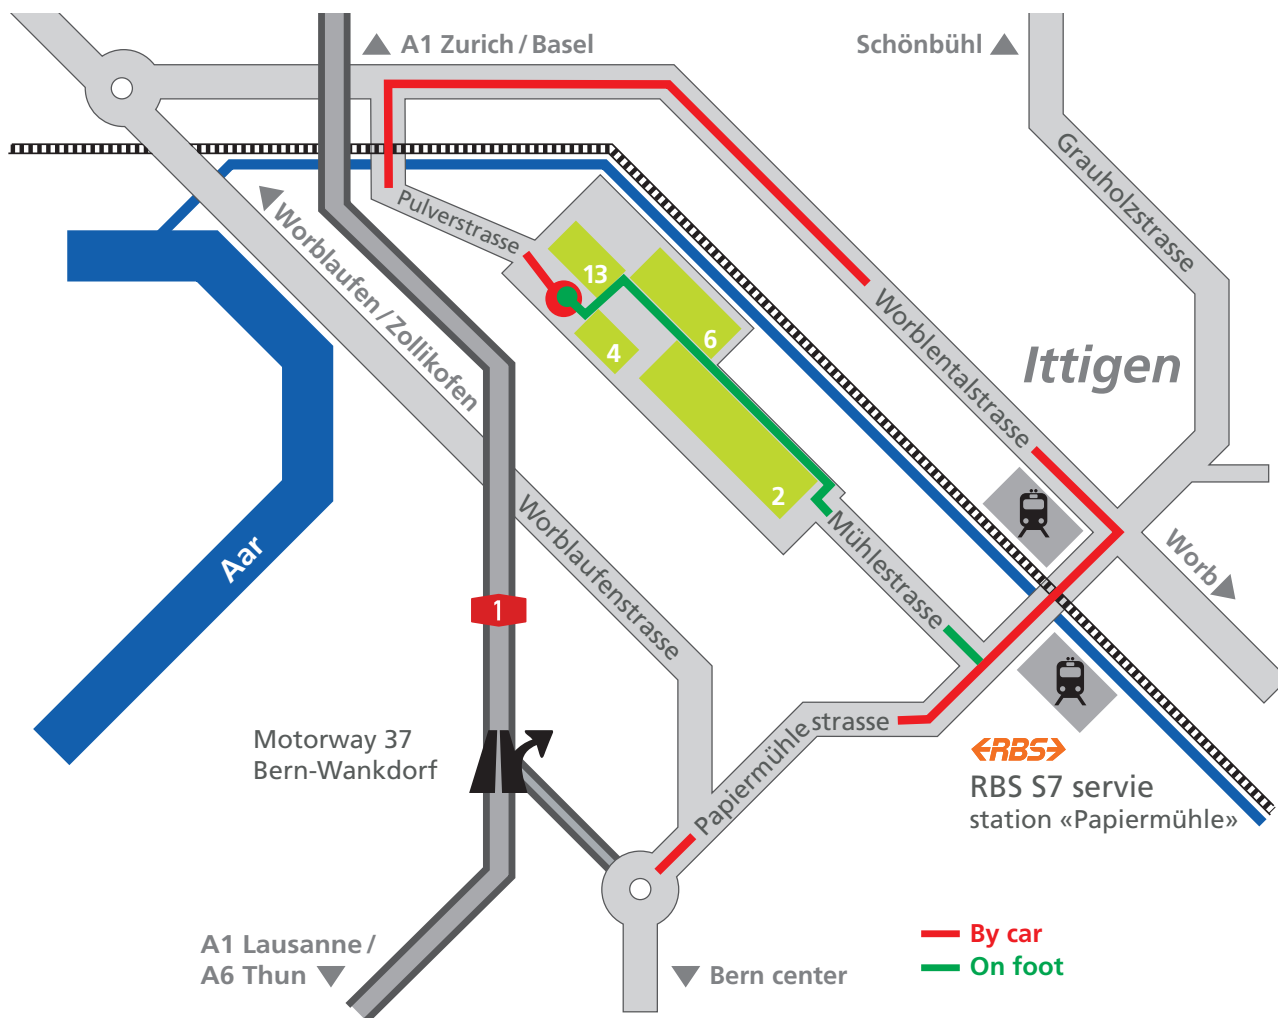 A1 Zurich / Basel
Schönbühl
Grauholzstrasse
Pulverstrasse
Worblaufen / Zollikofen
13
6
4
2
Worblentalstrasse
Ittigen
Aar
Worblaufenstrasse
Mühlestrasse
Worb
1
Motorway 37
Bern-Wankdorf
Papiermühle strasse
RBS
RBS S7 servie
station «Papiermühle»
A1 Lausanne /
A6 Thun
Bern center
By car
On foot